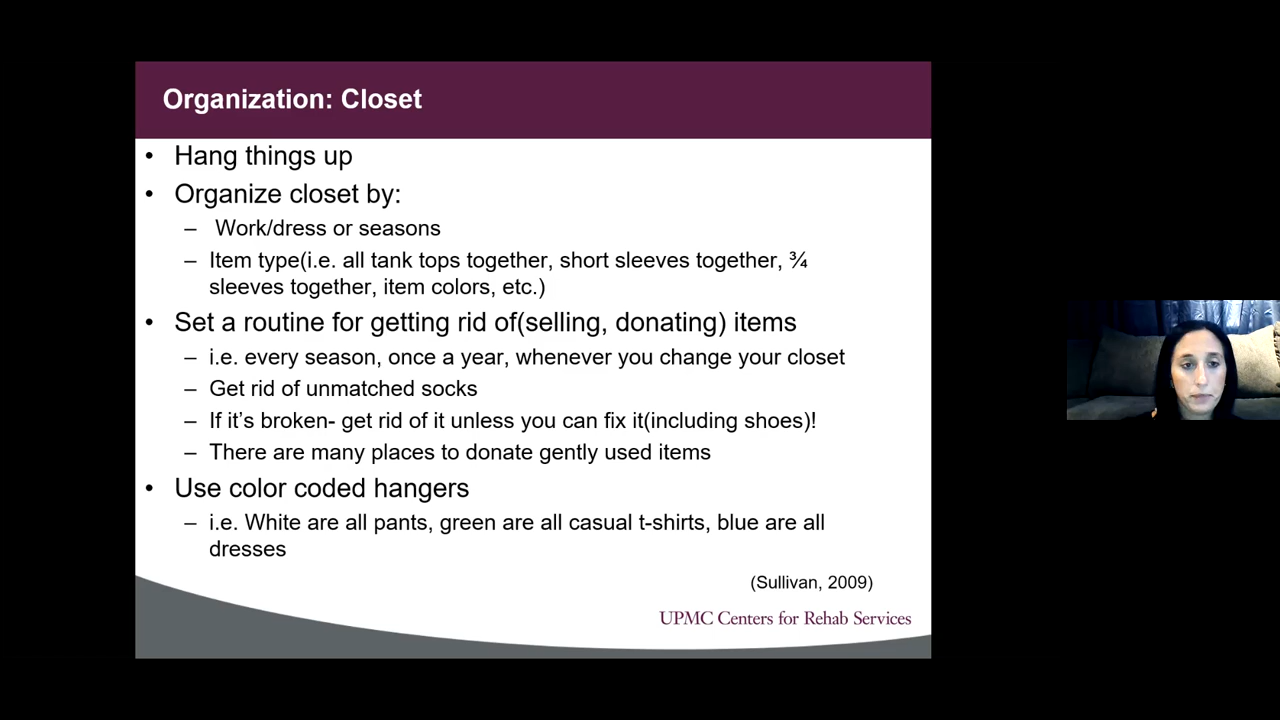 Organization: Closet
• Hang things up
• Organize closet by:
– Work/dress or seasons
– Item type(i.e. all tank tops together, short sleeves together, ¾
sleeves together, item colors, etc.)
• Set a routine for getting rid of(selling, donating) items
– i.e. every season, once a year, whenever you change your closet
– Get rid of unmatched socks
– If it's broken- get rid of it unless you can fix it(including shoes)!
– There are many places to donate gently used items
• Use color coded hangers
– i.e. White are all pants, green are all casual t-shirts, blue are all
dresses
(Sullivan, 2009)
UPMC Centers for Rehab Services